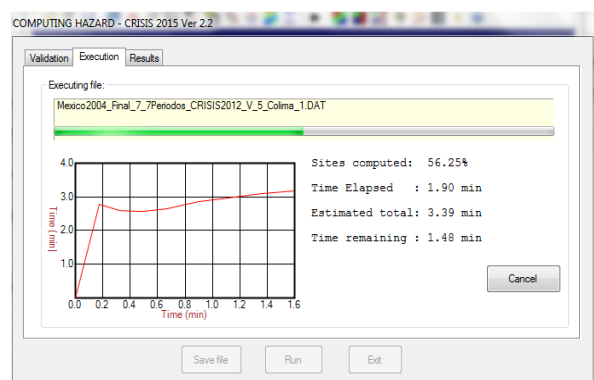 COMPUTING HAZARD - CRISIS 2015 Ver 2.2
Validation Execution Results
Executing file:
Mexico2004_Final_7_7Periodos_CRISIS2012_V_5_Colima_1.DAT
Sites computed: 56.25%
Time Elapsed : 1.90 min
Estimated total: 3.39 min
Time remaining : 1.48 min
4.0
3.0
2.0
1.0
Time ( min)
0.0 0.2 0.4 0.6 0.8 1.0 1.2 1.4 1.6
Time (min)
Cancel
Save file Run Exit